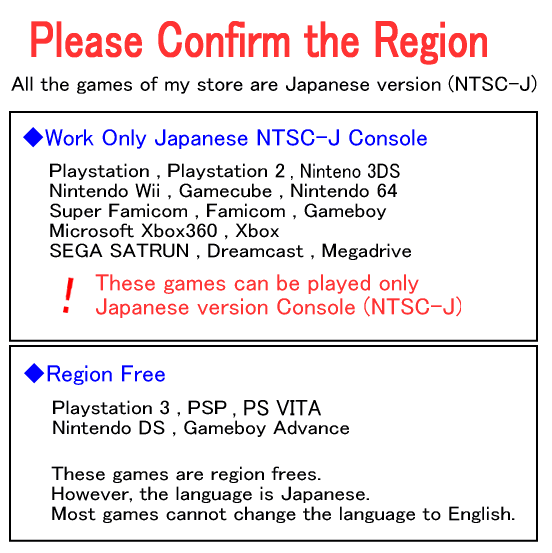 Please Confirm the Region
All the games of my store are Japanese version (NTSC-J)
◆Work Only Japanese NTSC-J Console
Playstation , Playstation 2 , Ninteno 3DS
Nintendo Wii , Gamecube , Nintendo 64
Super Famicom , Famicom , Gameboy
Microsoft Xbox360 , Xbox
SEGA SATRUN , Dreamcast , Megadrive
! These games can be played only
Japanese version Console (NTSC-J)
◆Region Free
Playstation 3 , PSP , PS VITA
Nintendo DS , Gameboy Advance
These games are region frees.
However, the language is Japanese.
Most games cannot change the language to English.